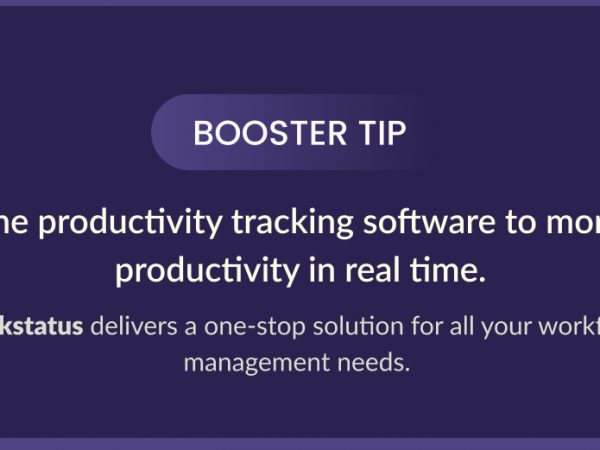 BOOSTER TIP
ne productivity tracking software to mon
productivity in real time.
kstatus delivers a one-stop solution for all your workf
management needs.